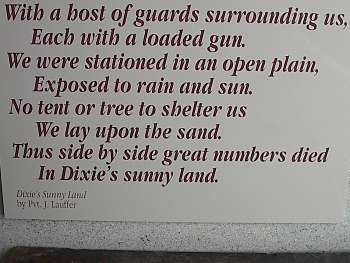 With a host of guards surrounding us,
Each with a loaded gun.
We were stationed in an open plain,
Exposed to rain and sun.
No tent or tree to shelter us
We lay upon the sand.
Thus side by side great numbers died
In Dixie's sunny land.
Dixie's Sunny Land
by Pvt. J. Lauffer